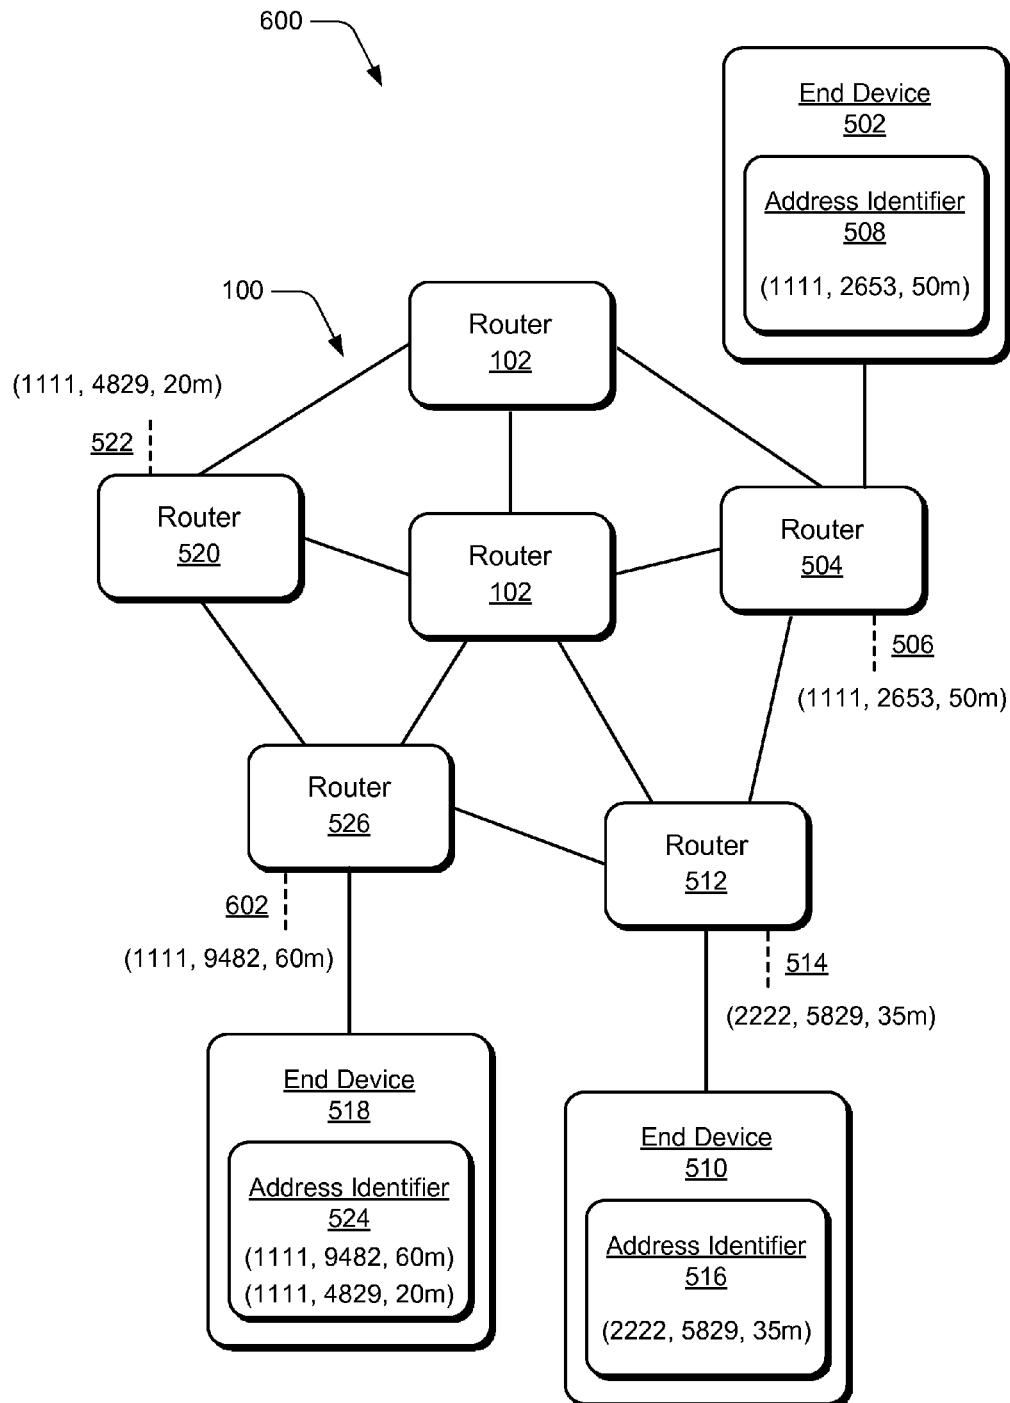 600
End Device
502
Address Identifier
508
(1111, 2653, 50m)
100
Router
102
(1111, 4829, 20m)
522
Router
520
Router
102
Router
504
506
(1111, 2653, 50m)
Router
526
Router
512
602
(1111, 9482, 60m)
514
(2222, 5829, 35m)
End Device
518
Address Identifier
524
(1111, 9482, 60m)
(1111, 4829, 20m)
End Device
510
Address Identifier
516
(2222, 5829, 35m)